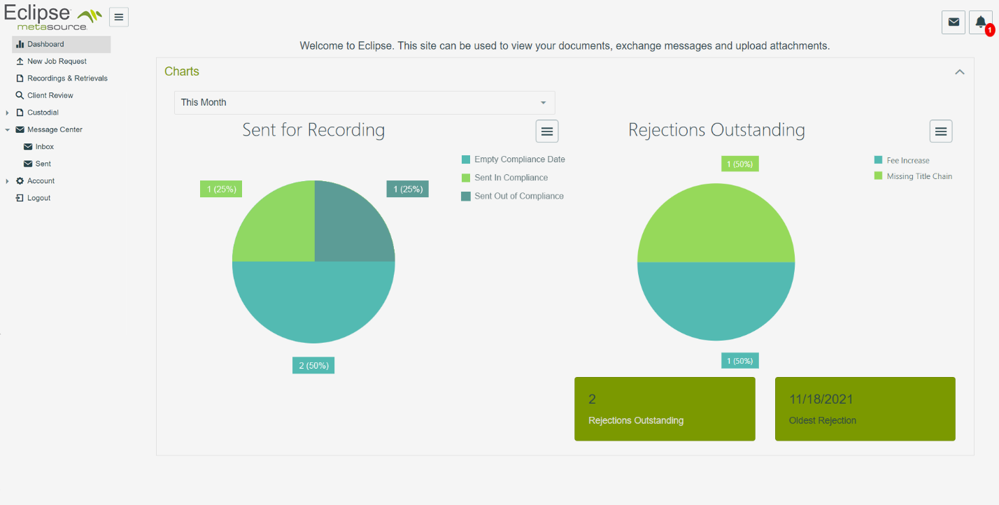 Eclipse
metasource
1
Dashboard
New Job Request
Recordings & Retrievals
Client Review
Custodial
Message Center
Inbox
Sent
Account
Logout
Welcome to Eclipse. This site can be used to view your documents, exchange messages and upload attachments.
Charts
This Month
Sent for Recording
Empty Compliance Date
Sent In Compliance
Sent Out of Compliance
1 (25%)
1 (25%)
2 (50%)
Rejections Outstanding
1 (50%)
Fee Increase
Missing Title Chain
1 (50%)
2
Rejections Outstanding
11/18/2021
Oldest Rejection